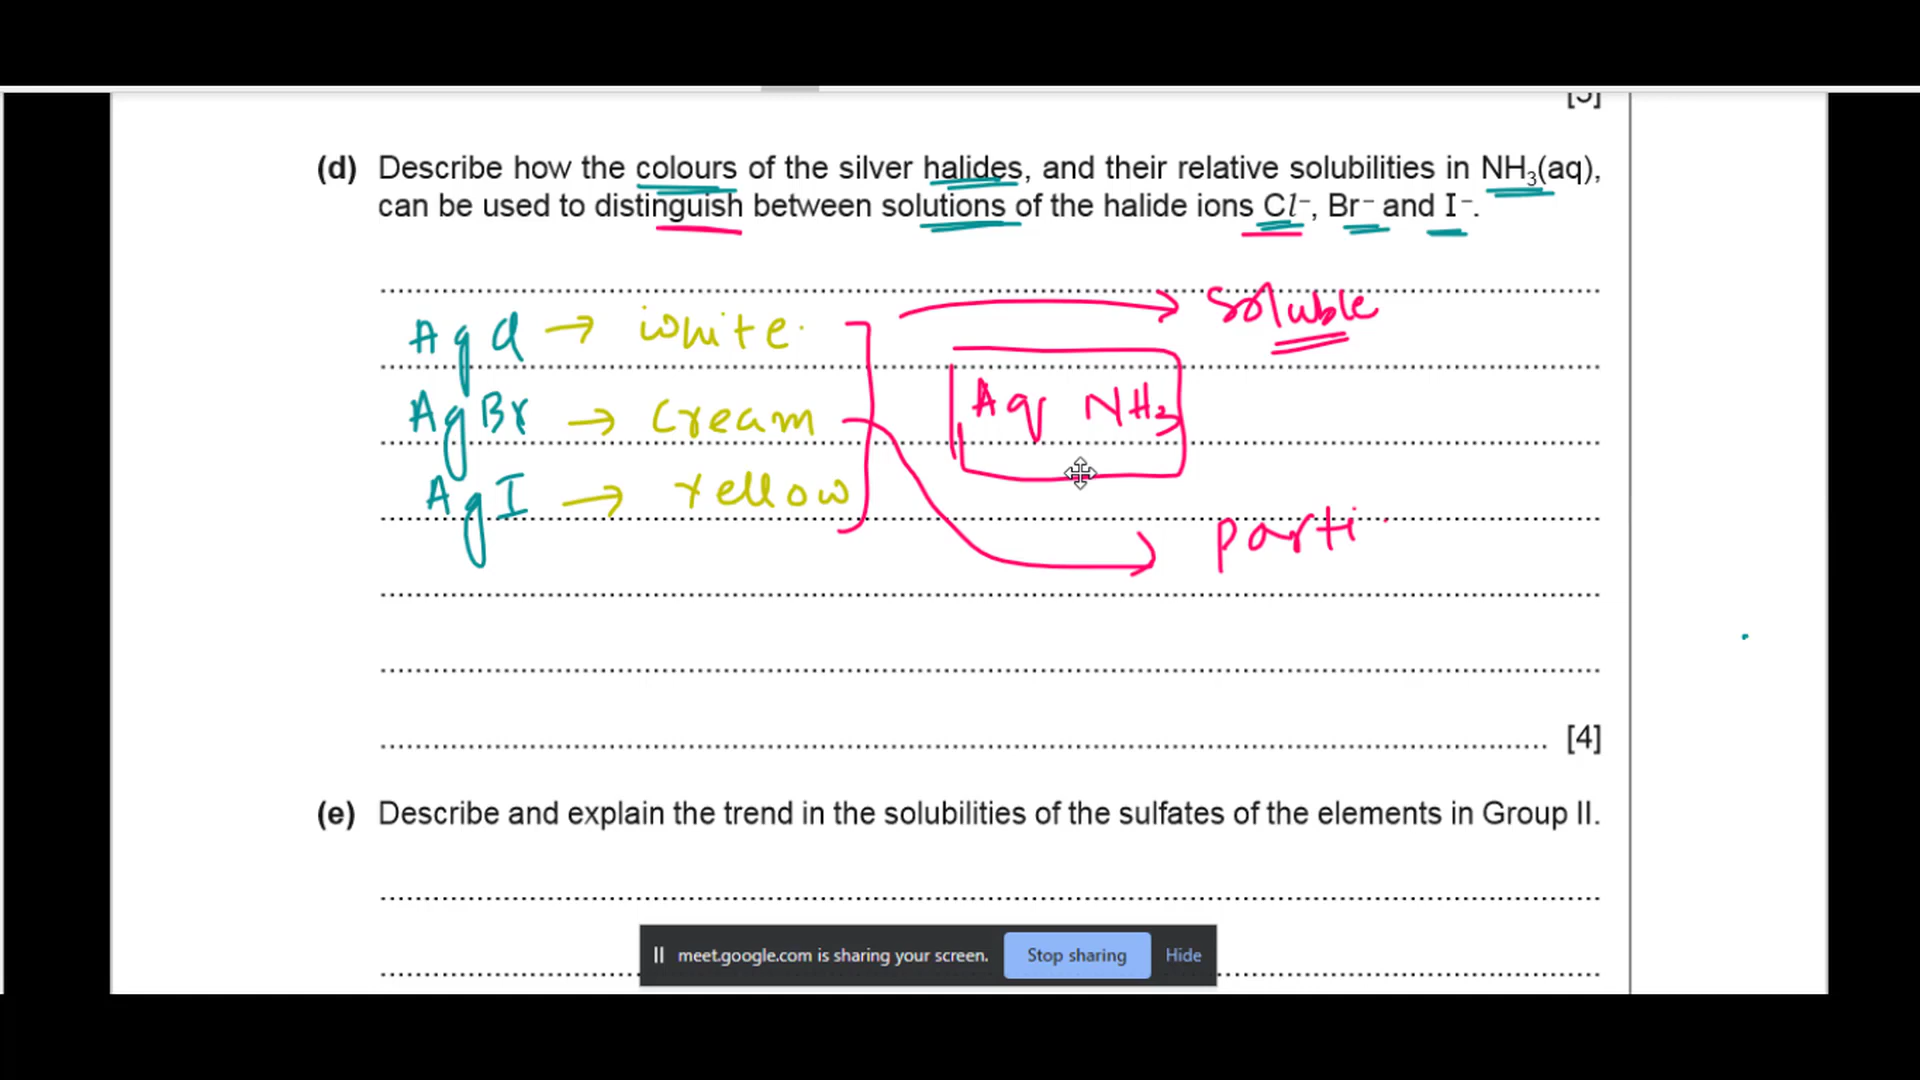 (d) Describe how the colours of the silver halides, and their relative solubilities in NH₃(aq),
can be used to distinguish between solutions of the halide ions Cl⁻, Br⁻ and I⁻.
AgCl → white. → soluble
AgBr → Cream Aq NH₃
AgI → Yellow → parti
[4]
(e) Describe and explain the trend in the solubilities of the sulfates of the elements in Group II.
meet.google.com is sharing your screen. Stop sharing Hide